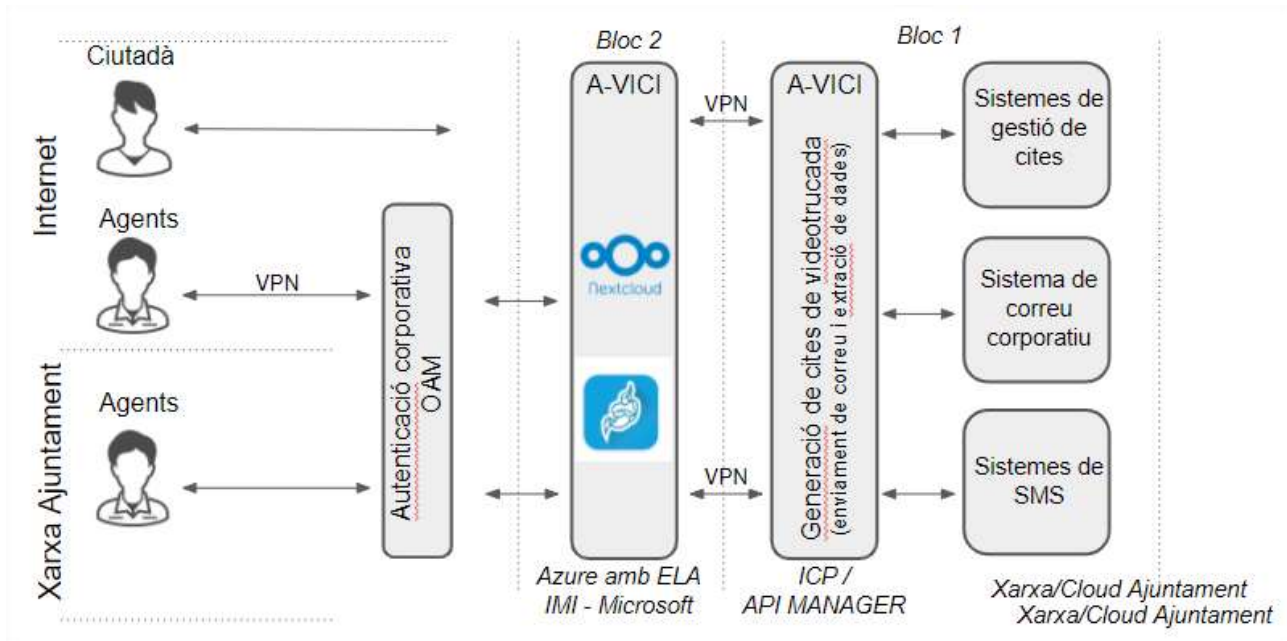 Bloc 2
Bloc 1
Ciutadà
A-VICI
A-VICI
VPN
Sistemes de
gestió de
cites
Internet
Agents
VPN
Autenticació corporativa
OAM
Nextcloud
Generació de cites de videotrucada
(enviament de correu i extració de dades)
Sistema de
correu
corporatiu
Xarxa Ajuntament
Agents
VPN
Sistemes de
SMS
Azure amb ELA
IMI - Microsoft
ICP /
API MANAGER
Xarxa/Cloud Ajuntament
Xarxa/Cloud Ajuntament